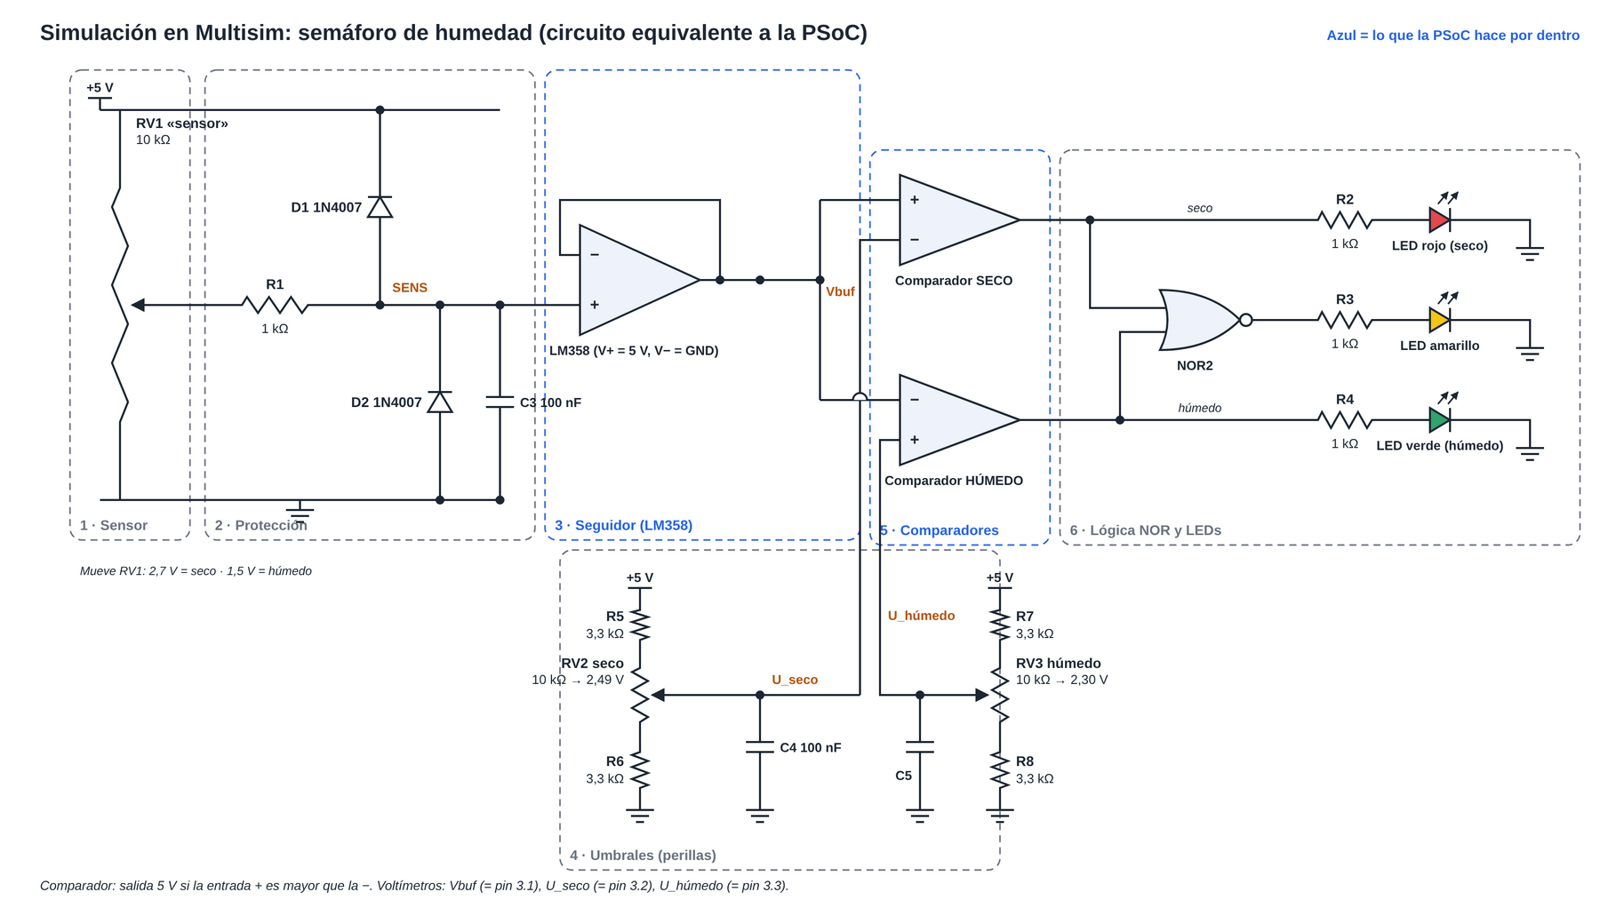 Simulación en Multisim: semáforo de humedad (circuito equivalente a la PSoC)
Azul = lo que la PSoC hace por dentro
+5 V
RV1 «sensor»
10 kΩ
D1 1N4007
R1
1 kΩ
SENS
D2 1N4007
C3 100 nF
1 · Sensor
2 · Protección
Mueve RV1: 2,7 V = seco · 1,5 V = húmedo
−
+
LM358 (V+ = 5 V, V− = GND)
Vbuf
3 · Seguidor (LM358)
+
−
Comparador SECO
−
+
Comparador HÚMEDO
5 · Comparadores
seco
R2
1 kΩ
LED rojo (seco)
NOR2
R3
1 kΩ
LED amarillo
húmedo
R4
1 kΩ
LED verde (húmedo)
6 · Lógica NOR y LEDs
+5 V
R5
3,3 kΩ
RV2 seco
10 kΩ → 2,49 V
R6
3,3 kΩ
U_seco
C4 100 nF
U_húmedo
C5
+5 V
R7
3,3 kΩ
RV3 húmedo
10 kΩ → 2,30 V
R8
3,3 kΩ
4 · Umbrales (perillas)
Comparador: salida 5 V si la entrada + es mayor que la −. Voltímetros: Vbuf (= pin 3.1), U_seco (= pin 3.2), U_húmedo (= pin 3.3).